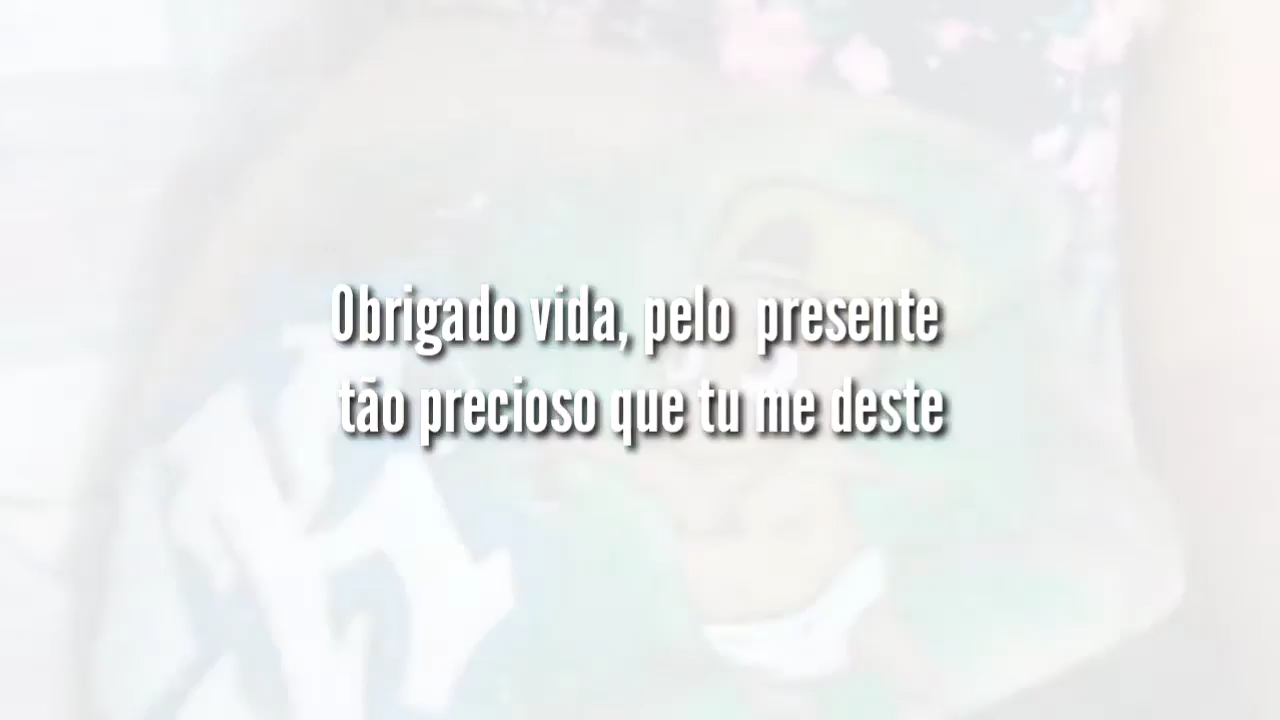 Obrigado vida, pelo presente
tão precioso que tu me deste